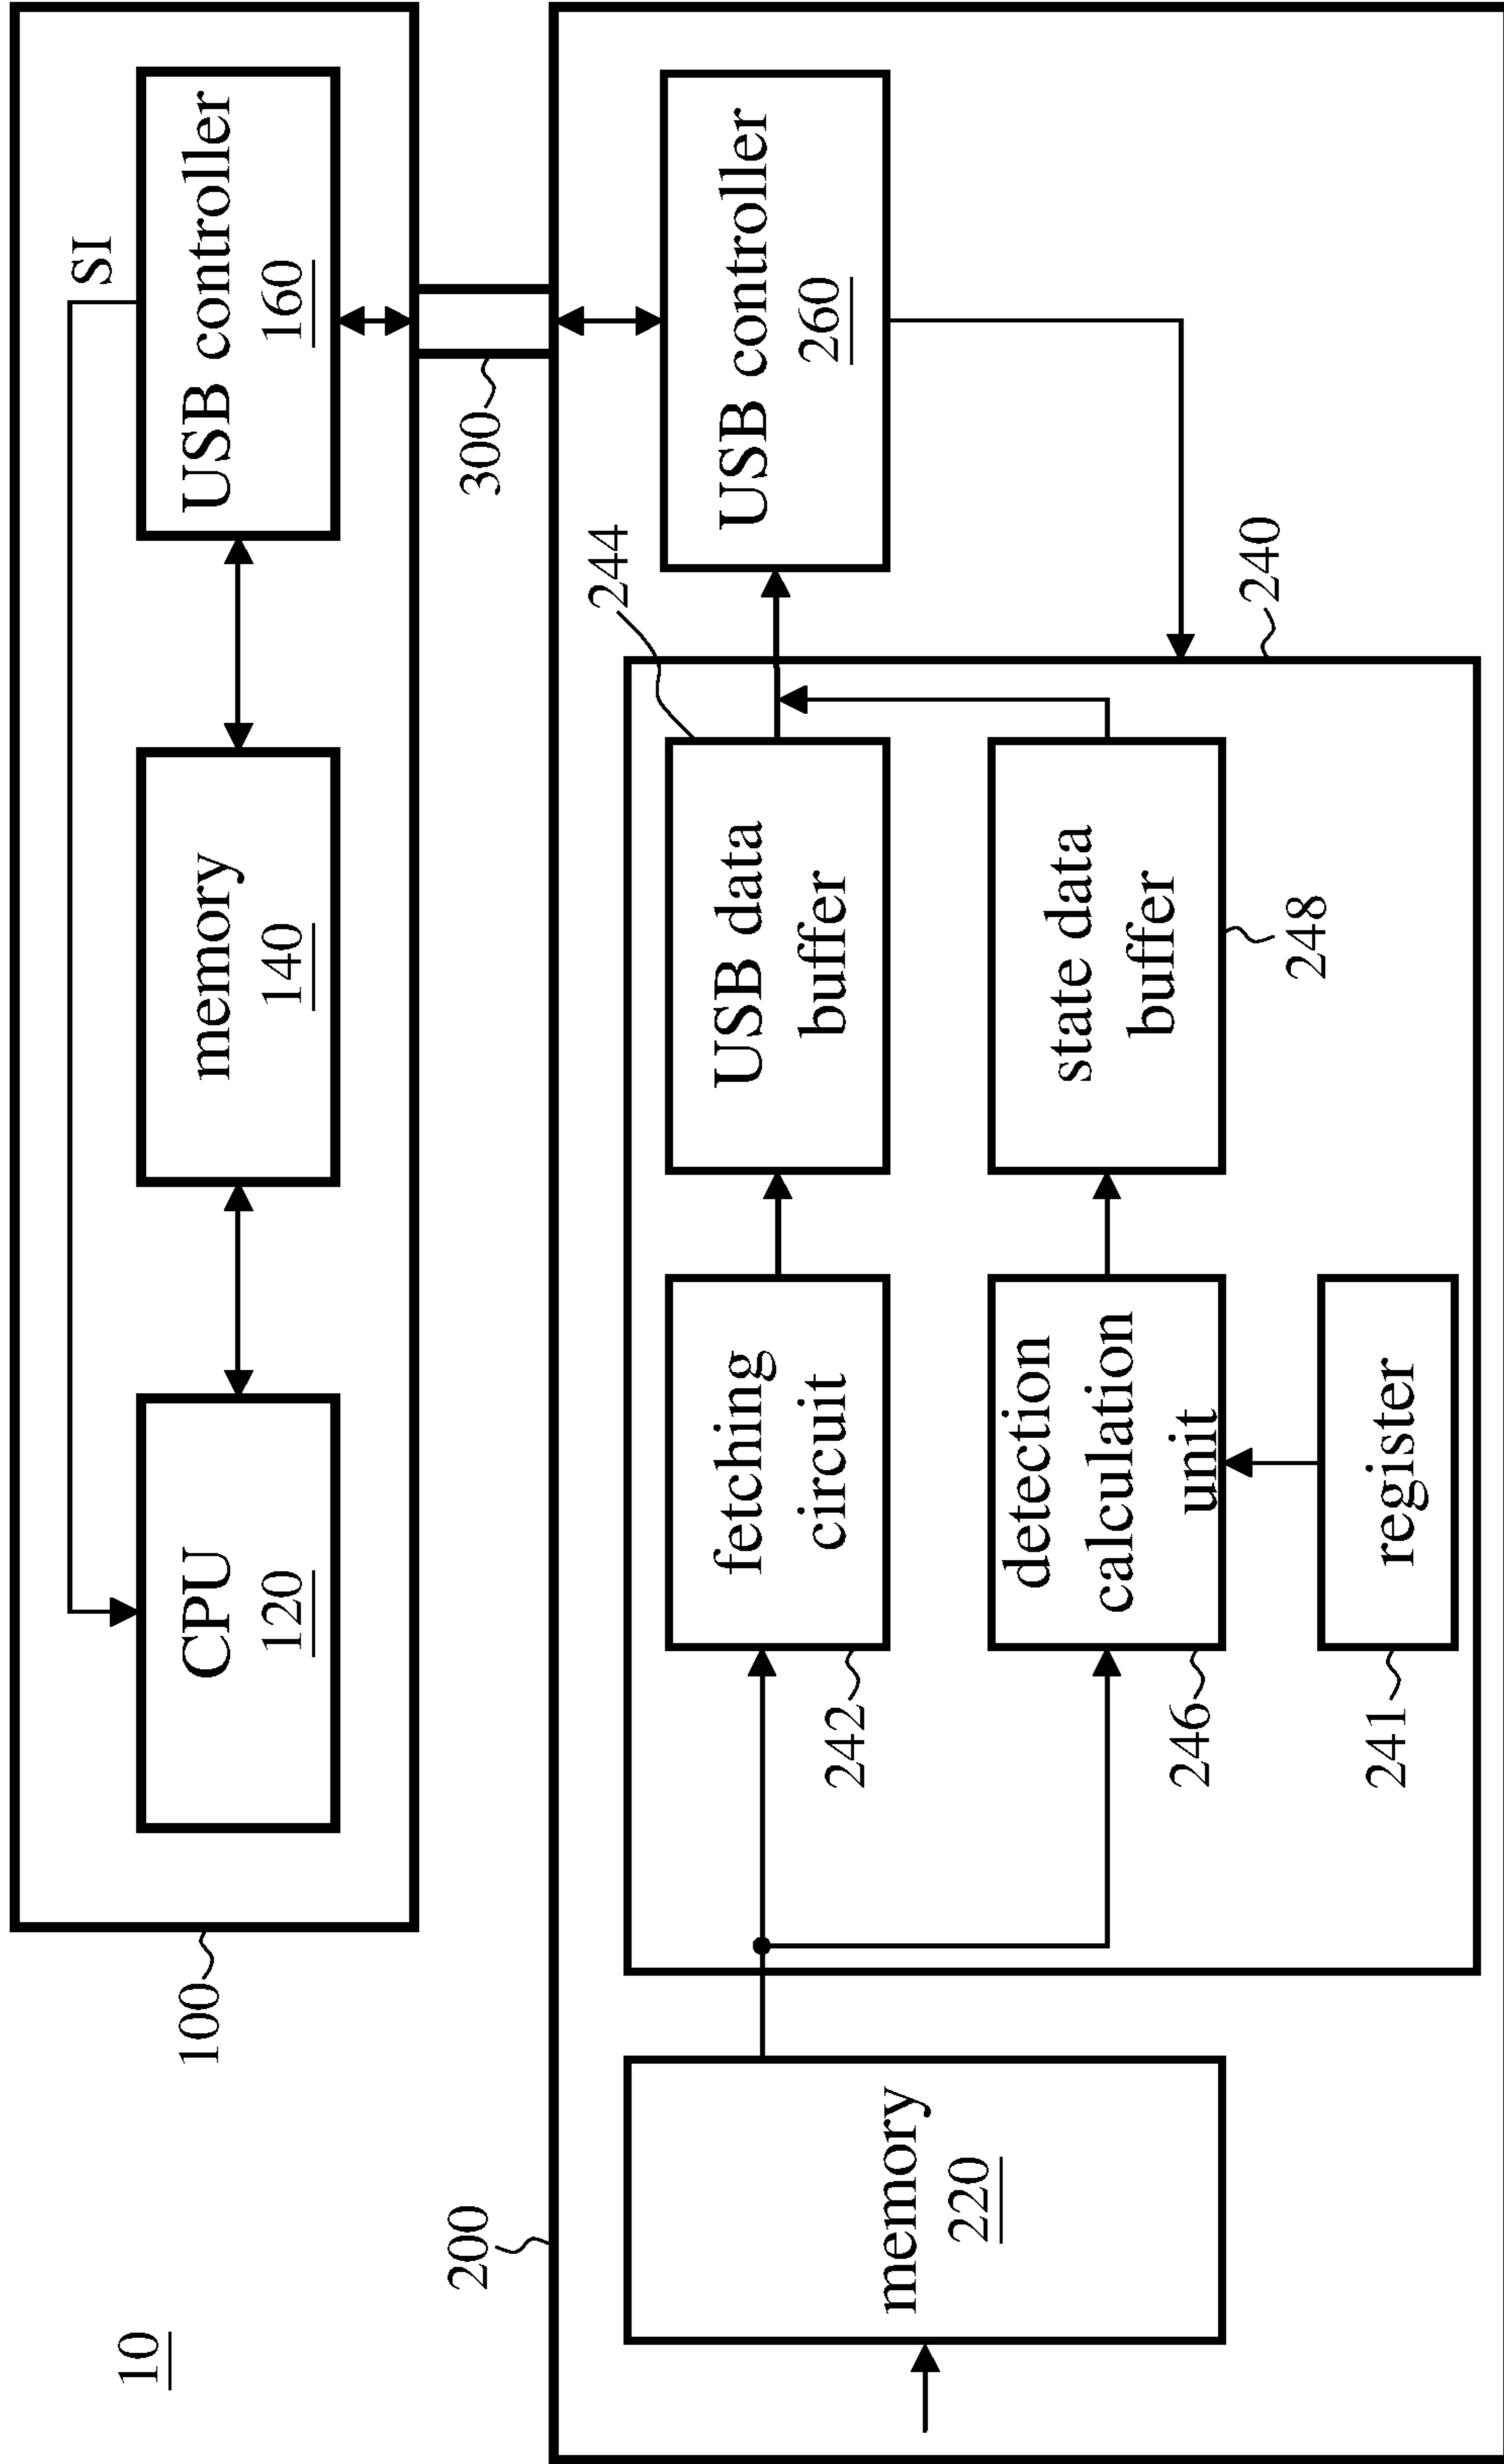 10
100
SI
CPU
120
memory
140
USB controller
160
300
200
memory
220
240
244
fetching
circuit
242
USB data
buffer
USB controller
260
detection
calculation
unit
246
state data
buffer
248
register
241